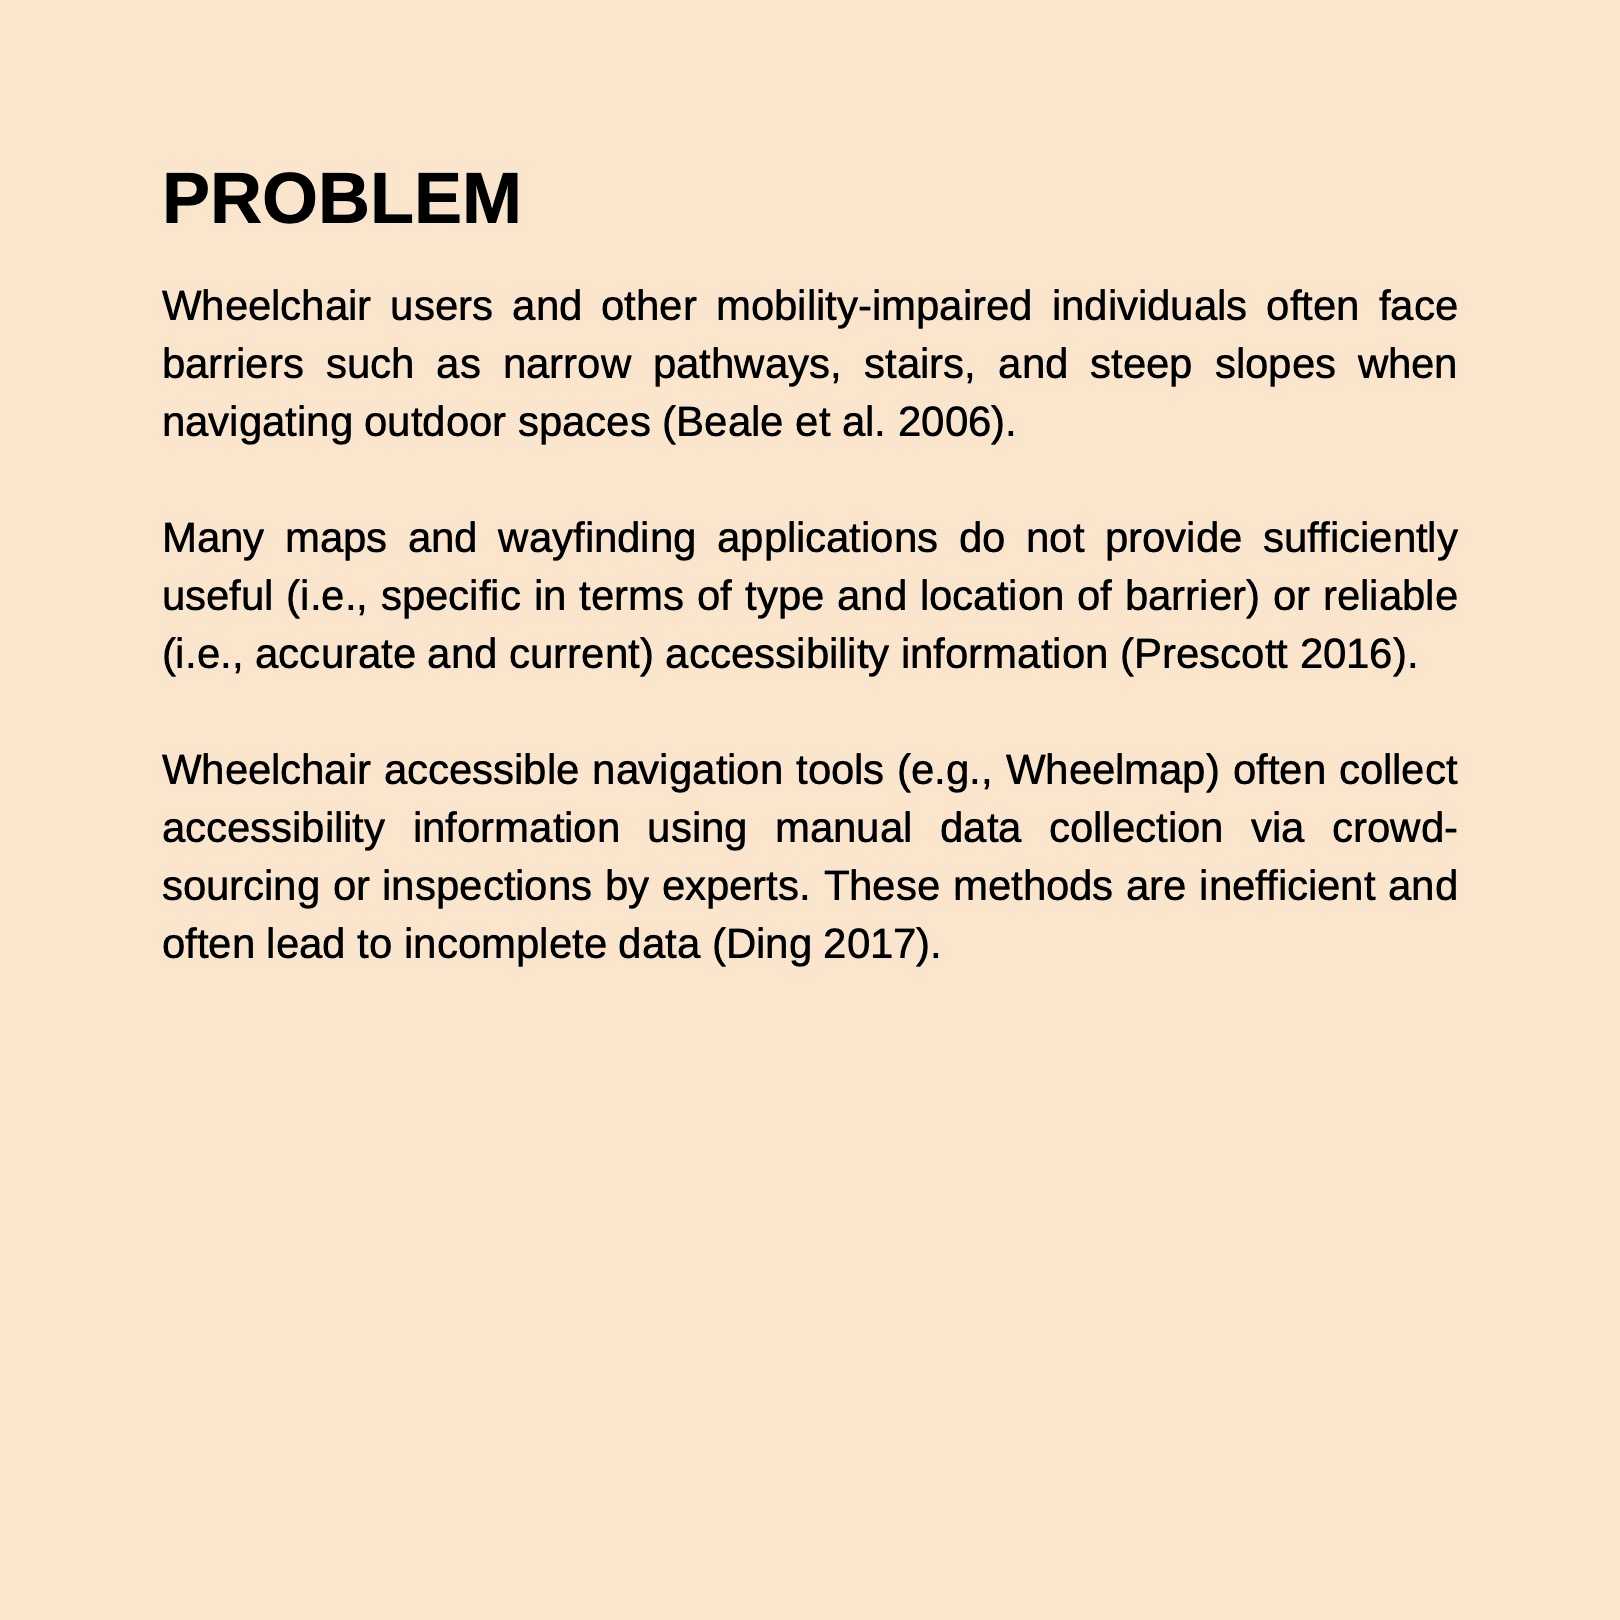 PROBLEM
Wheelchair users and other mobility-impaired individuals often face
barriers such as narrow pathways, stairs, and steep slopes when
navigating outdoor spaces (Beale et al. 2006).
Many maps and wayfinding applications do not provide sufficiently
useful (i.e., specific in terms of type and location of barrier) or reliable
(i.e., accurate and current) accessibility information (Prescott 2016).
Wheelchair accessible navigation tools (e.g., Wheelmap) often collect
accessibility information using manual data collection via crowd-
sourcing or inspections by experts. These methods are inefficient and
often lead to incomplete data (Ding 2017).